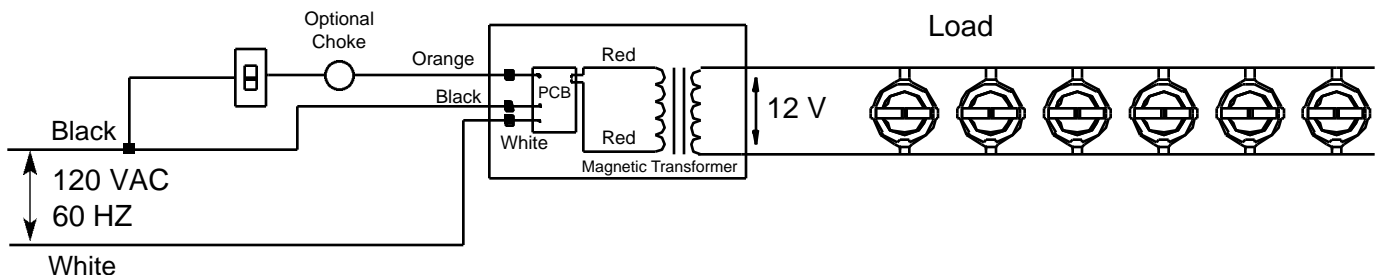 Optional
Choke
Load
Orange
Red
PCB
Black
12 V
Black
White
Red
Magnetic Transformer
120 VAC
60 HZ
White